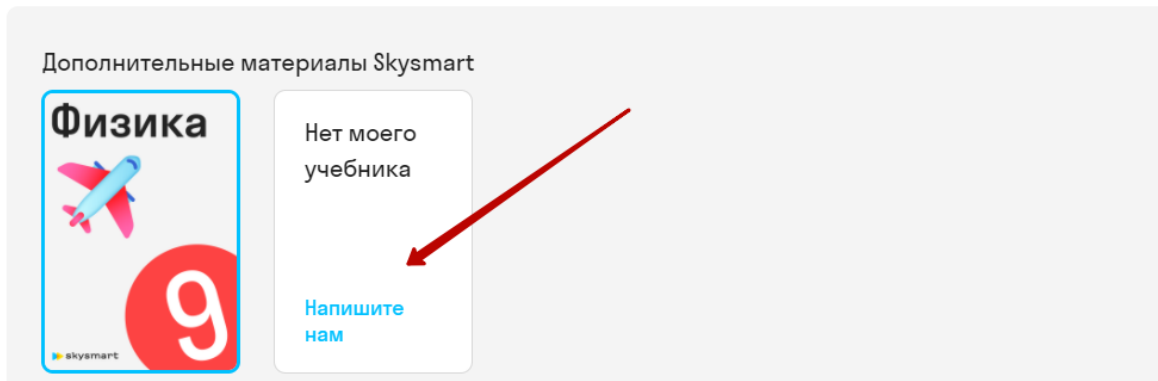 Дополнительные материалы Skysmart
Физика
9
skysmart
Нет моего
учебника
Напишите
нам